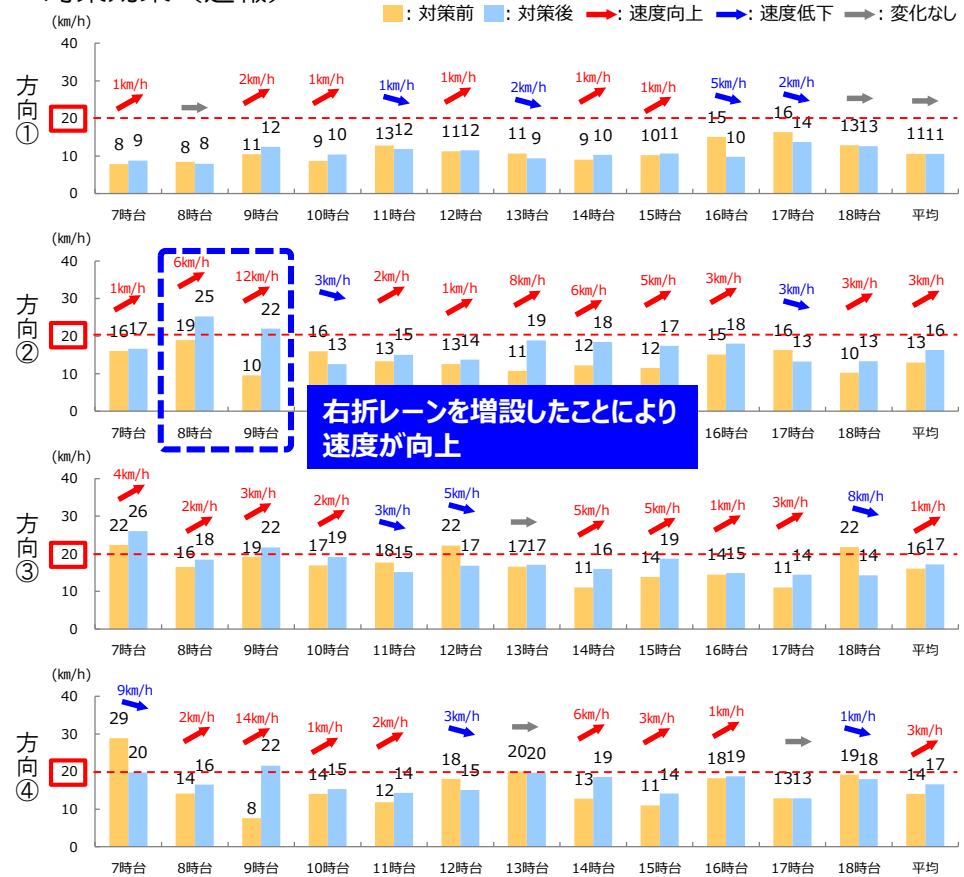 : 対策前 : 対策後 : 速度向上 : 速度低下 : 変化なし
(km/h)
方向①
40
30
20
10
0
1km/h 2km/h 1km/h 1km/h 1km/h 2km/h 1km/h 1km/h 5km/h 2km/h
8 9 8 8 11 12 9 10 13 12 11 12 11 9 9 10 10 11 15 10 16 14 13 13 11 11
7時台 8時台 9時台 10時台 11時台 12時台 13時台 14時台 15時台 16時台 17時台 18時台 平均
(km/h)
方向②
40
30
20
10
0
1km/h 6km/h 12km/h 3km/h 2km/h 1km/h 8km/h 6km/h 5km/h 3km/h 3km/h 3km/h 3km/h
16 17 19 25 10 22 16 13 13 15 13 14 11 19 12 18 12 17 15 18 16 13 10 13 13 16
右折レーンを増設したことにより
速度が向上
7時台 8時台 9時台 16時台 17時台 18時台 平均
(km/h)
方向③
40
30
20
10
0
4km/h 2km/h 3km/h 2km/h 3km/h 5km/h 5km/h 5km/h 1km/h 3km/h 8km/h 1km/h
22 26 16 18 19 22 17 19 18 15 22 17 17 17 11 16 14 19 14 15 11 14 22 14 16 17
7時台 8時台 9時台 10時台 11時台 12時台 13時台 14時台 15時台 16時台 17時台 18時台 平均
(km/h)
方向④
40
30
20
10
0
9km/h 2km/h 14km/h 1km/h 2km/h 3km/h 6km/h 3km/h 1km/h 1km/h 3km/h
29 20 14 16 8 22 14 15 12 14 18 15 20 20 13 19 11 14 18 19 13 13 19 18 14 17
7時台 8時台 9時台 10時台 11時台 12時台 13時台 14時台 15時台 16時台 17時台 18時台 平均